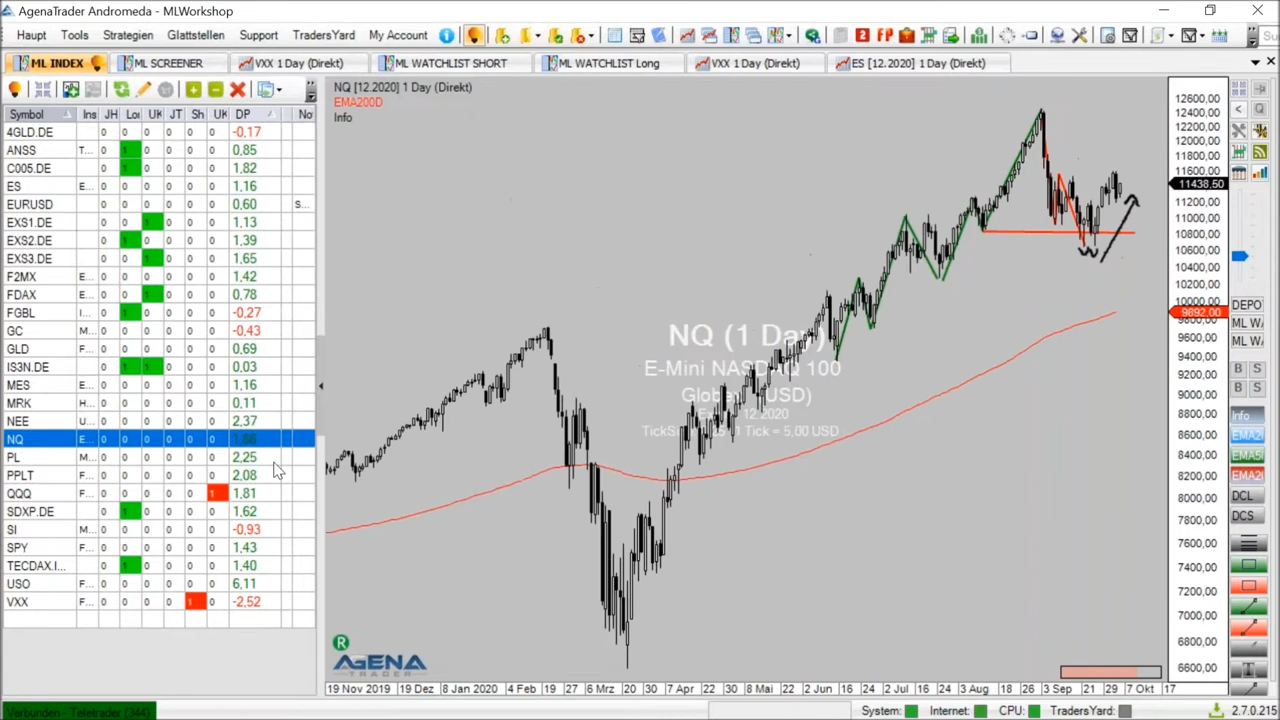 AgenaTrader Andromeda - MLWorkshop
Haupt Tools Strategien Glattstellen Support TradersYard My Account
ML INDEX ML SCREENER VXX 1 Day (Direkt) ML WATCHLIST SHORT ML WATCHLIST Long VXX 1 Day (Direkt) ES [12.2020] 1 Day (Direkt)
Symbol Ins JH Lo UK JT Sh UK DP No
4GLD.DE 0 0 0 0 0 0 -0,17
ANSS T... 0 1 0 0 0 0 0,85
C005.DE 0 1 0 0 0 0 1,82
ES E... 0 0 0 0 0 0 1,16
EURUSD 0 0 0 0 0 0 0,60 S...
EXS1.DE 0 0 1 0 0 0 1,13
EXS2.DE 0 1 0 0 0 0 1,39
EXS3.DE 0 0 1 0 0 0 1,65
F2MX E... 0 0 0 0 0 0 1,42
FDAX E... 0 0 1 0 0 0 0,78
FGBL I... 0 1 0 0 0 0 -0,27
GC M... 0 0 0 0 0 0 -0,43
GLD F... 0 0 0 0 0 0 0,69
IS3N.DE 0 1 1 0 0 0 0,03
MES E... 0 0 0 0 0 0 1,16
MRK H... 0 0 0 0 0 0 0,11
NEE U... 0 0 0 0 0 0 2,37
NQ E... 0 0 0 0 0 0
PL M... 0 0 0 0 0 0 2,25
PPLT F... 0 0 0 0 0 0 2,08
QQQ F... 0 0 0 0 0 1 1,81
SDXP.DE 0 1 0 0 0 0 1,62
SI M... 0 0 0 0 0 0 -0,93
SPY F... 0 0 0 0 0 0 1,43
TECDAX.I... F... 0 1 0 0 0 0 1,40
USO F... 0 0 0 0 0 0 6,11
VXX F... 0 0 0 0 1 0 -2,52
NQ [12.2020] 1 Day (Direkt)
EMA200D
Info
NQ (1 Day)
E-Mini NASDAQ 100
Globex (USD)
12.2020
1 Tick = 5,00 USD
R
AGENA
TRADER
12600,00
12400,00
12200,00
11800,00
11600,00
11438,50
11200,00
11000,00
10800,00
10600,00
10400,00
10200,00
10000,00
9892,00
9800,00
9600,00
9400,00
9200,00
9000,00
8800,00
8600,00
8400,00
8200,00
8000,00
7800,00
7600,00
7400,00
7200,00
7000,00
6800,00
6600,00
19 Nov 2019 19 Dez 8 Jan 2020 4 Feb 19 27 6 Mrz 20 30 7 Apr 16 28 8 Mai 22 2 Jun 16 24 2 Jul 16 24 3 Aug 18 26 3 Sep 21 29 7 Okt 17
DEPO
ML W
ML W
B S
B S
Info
DCL
DCS
Verbunden - Teletrader (344)
System: Internet: CPU: TradersYard: 2.7.0.215